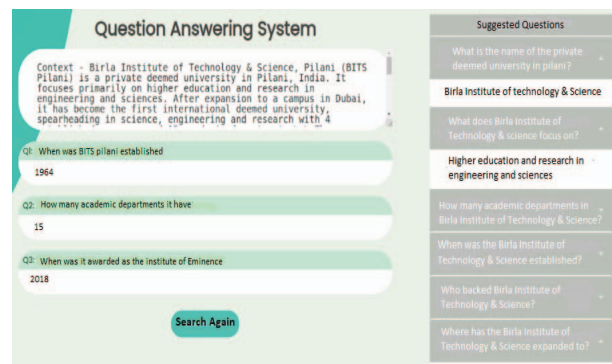 Question Answering System
Context - Birla Institute of Technology & Science, Pilani (BITS
Pilani) is a private deemed university in Pilani, India. It
focuses primarily on higher education and research in
engineering and sciences. After expansion to a campus in Dubai,
it has become the first international deemed university,
spearheading in science, engineering and research with 4
Q1: When was BITS pilani established
1964
Q2: How many academic departments it have
15
Q3: When was it awarded as the Institute of Eminence
2018
Search Again
Suggested Questions
What is the name of the private
deemed university in pilani?
Birla Institute of technology & Science
What does Birla Institute of
Technology & science focus on?
Higher education and research in
engineering and sciences
How many academic departments in
Birla Institute of Technology & Science?
When was the Birla Institute of
Technology & Science established?
Who backed Birla Institute of
Technology & Science?
Where has the Birla Institute of
Technology & Science expanded to?